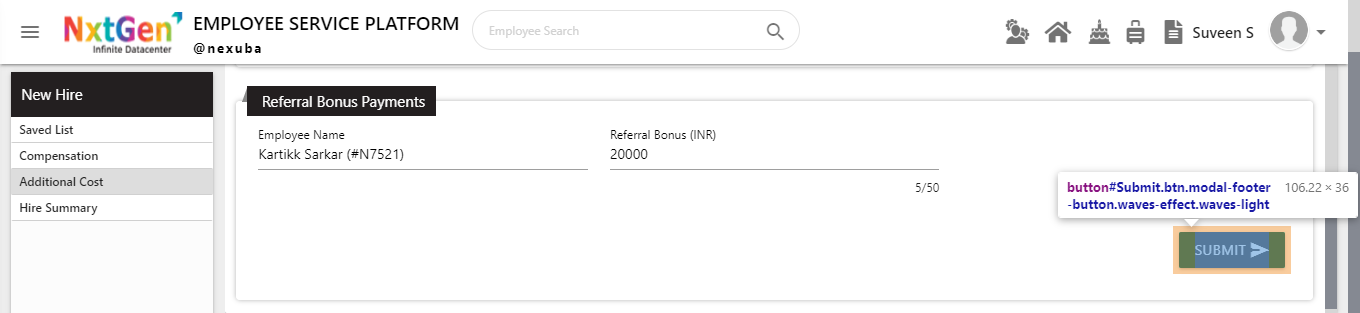 NxtGen
Infinite Datacenter
EMPLOYEE SERVICE PLATFORM
@nexuba
Employee Search
Suveen S
New Hire
Saved List
Compensation
Additional Cost
Hire Summary
Referral Bonus Payments
Employee Name
Kartikk Sarkar (#N7521)
Referral Bonus (INR)
20000
5/50
button#Submit.btn.modal-footer 106.22 × 36
-button.waves-effect.waves-light
SUBMIT